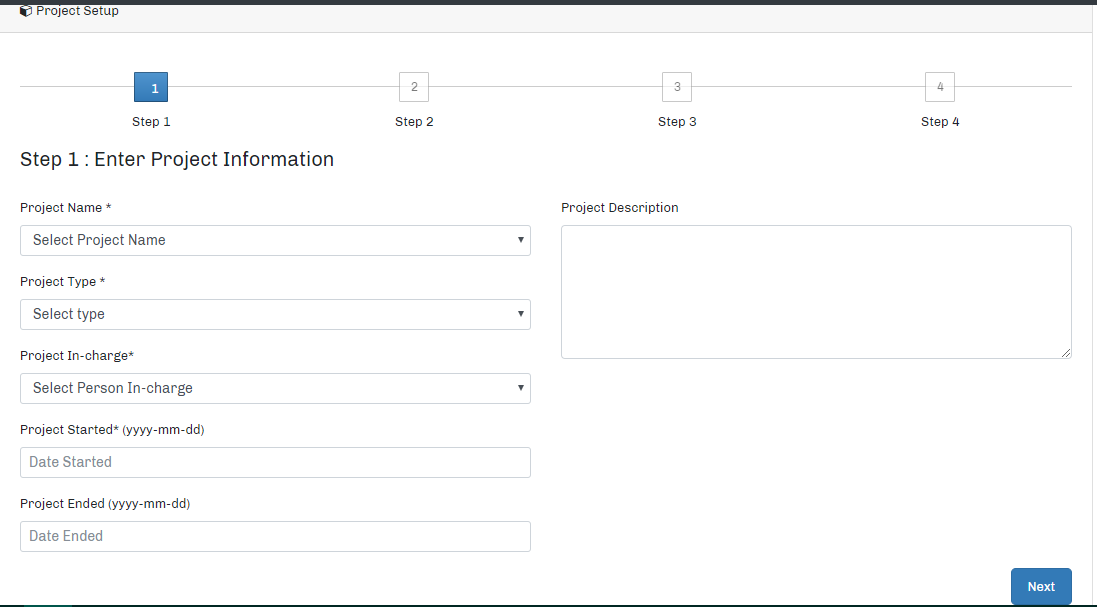 Project Setup
1 2 3 4
Step 1 Step 2 Step 3 Step 4
Step 1 : Enter Project Information
Project Name *
Select Project Name
Project Type *
Select type
Project In-charge*
Select Person In-charge
Project Started* (yyyy-mm-dd)
Date Started
Project Ended (yyyy-mm-dd)
Date Ended
Project Description
Next